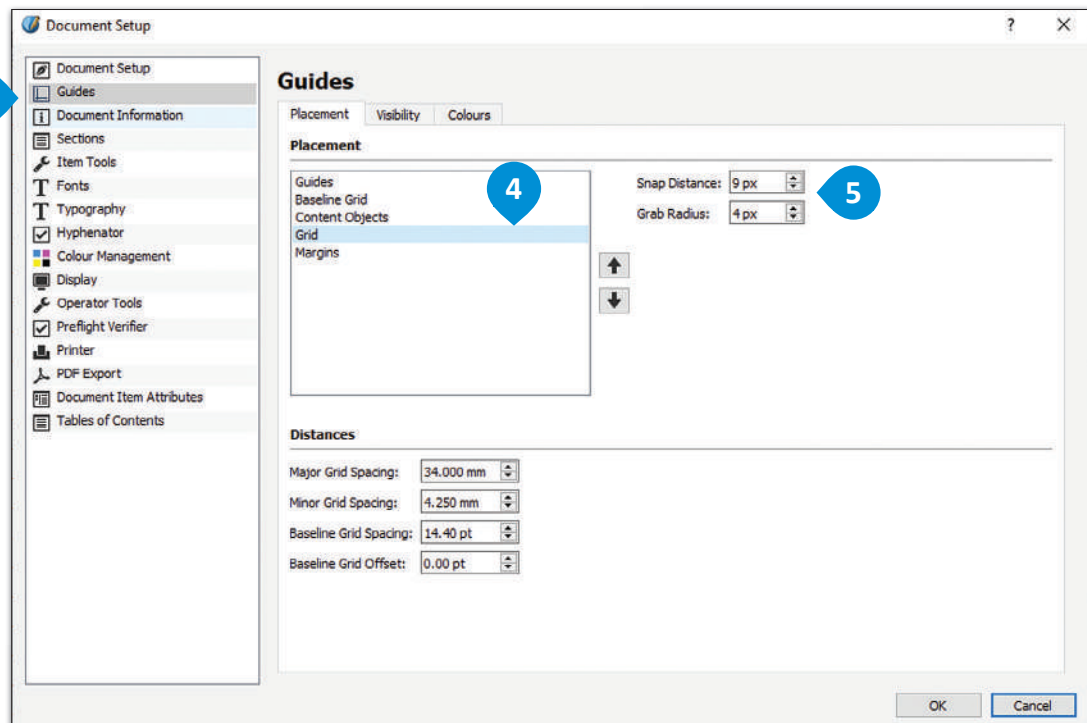 Document Setup
?
Document Setup
Guides
Document Information
Sections
Item Tools
Fonts
Typography
Hyphenator
Colour Management
Display
Operator Tools
Preflight Verifier
Printer
PDF Export
Document Item Attributes
Tables of Contents
Guides
Placement Visibility Colours
Placement
Guides
Baseline Grid
Content Objects
Grid
Margins
4
Snap Distance: 9 px
Grab Radius: 4 px
5
Distances
Major Grid Spacing: 34.000 mm
Minor Grid Spacing: 4.250 mm
Baseline Grid Spacing: 14.40 pt
Baseline Grid Offset: 0.00 pt
OK Cancel